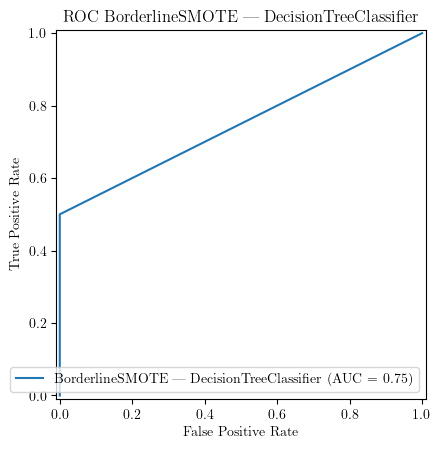 ROC BorderlineSMOTE — DecisionTreeClassifier
True Positive Rate
1.0
0.8
0.6
0.4
0.2
0.0
BorderlineSMOTE — DecisionTreeClassifier (AUC = 0.75)
0.0 0.2 0.4 0.6 0.8 1.0
False Positive Rate